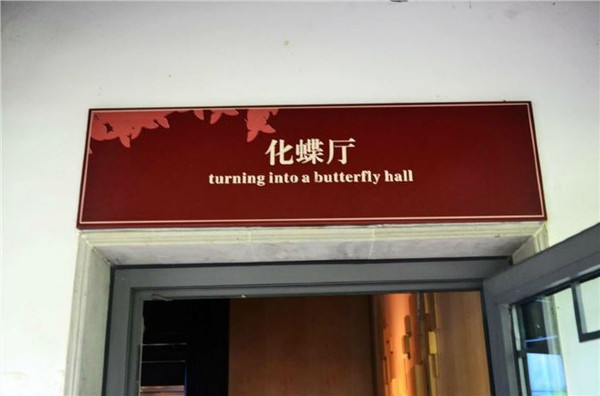 化蝶厅
turning into a butterfly hall